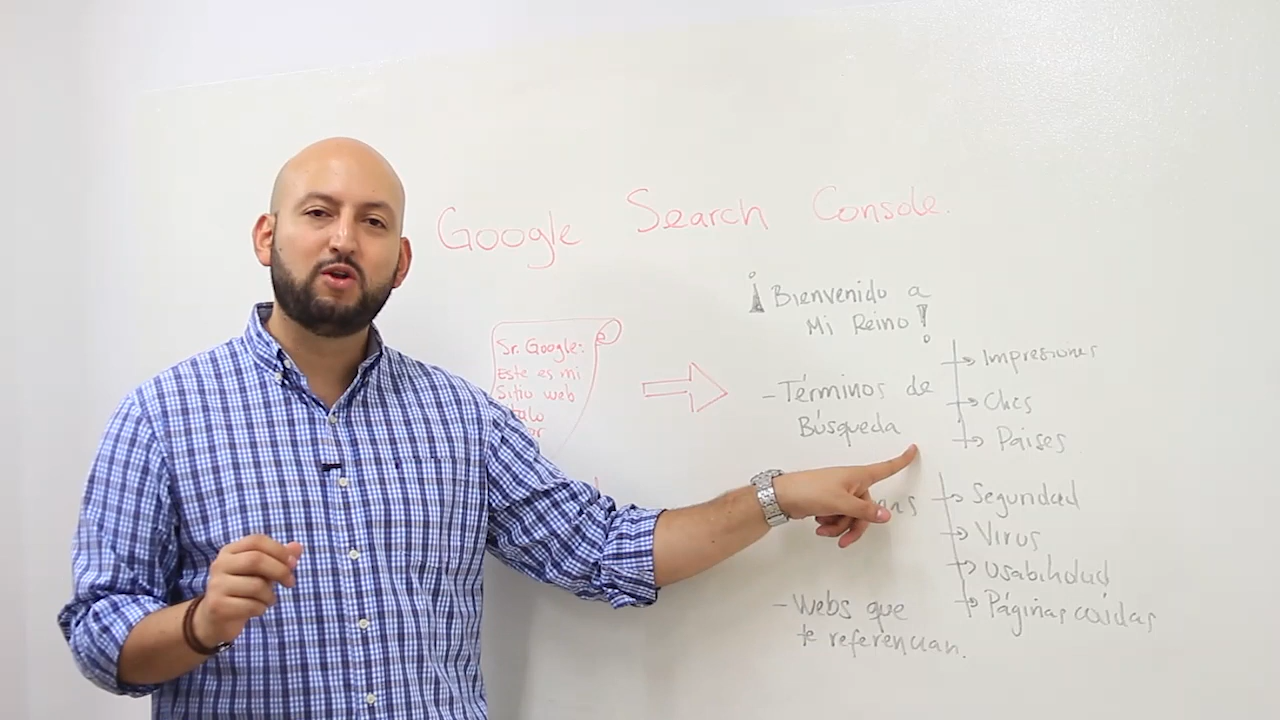 Google Search Console.
Sr. Google:
Este es mi
Sitio web
¡Bienvenido a
Mi Reino!
-Términos de
Búsqueda
Impresiones
Clics
Países
Seguridad
Virus
Usabilidad
Páginas caídas
-Webs que
te referencian.